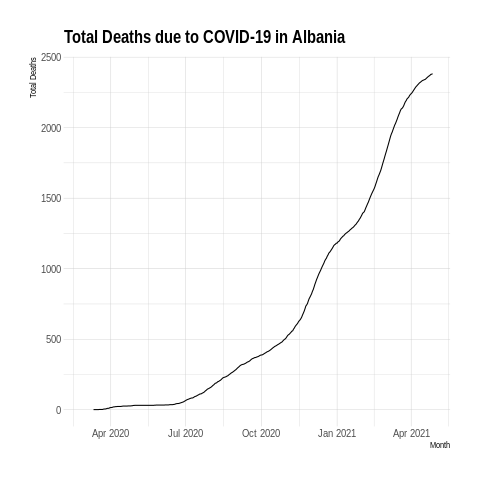 Total Deaths due to COVID-19 in Albania
Total Deaths
2500
2000
1500
1000
500
0
Apr 2020 Jul 2020 Oct 2020 Jan 2021 Apr 2021
Month